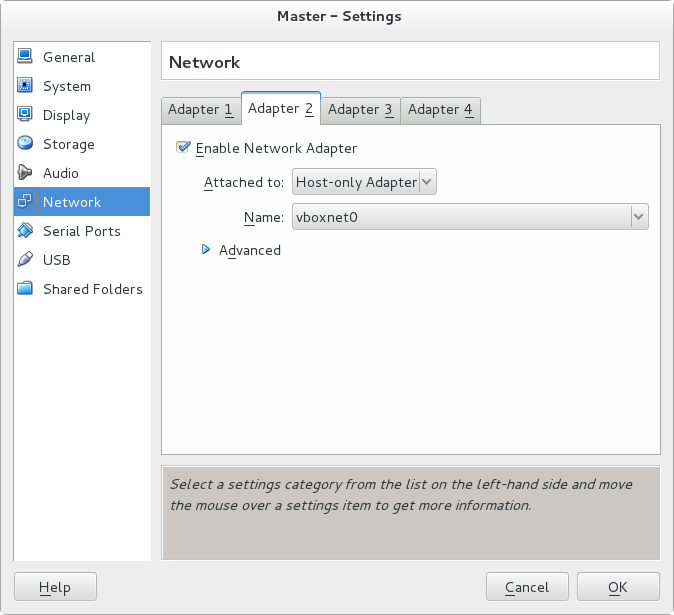 Master – Settings
General
System
Display
Storage
Audio
Network
Serial Ports
USB
Shared Folders
Network
Adapter 1 Adapter 2 Adapter 3 Adapter 4
Enable Network Adapter
Attached to: Host-only Adapter
Name: vboxnet0
Advanced
Select a settings category from the list on the left-hand side and move
the mouse over a settings item to get more information.
Help Cancel OK